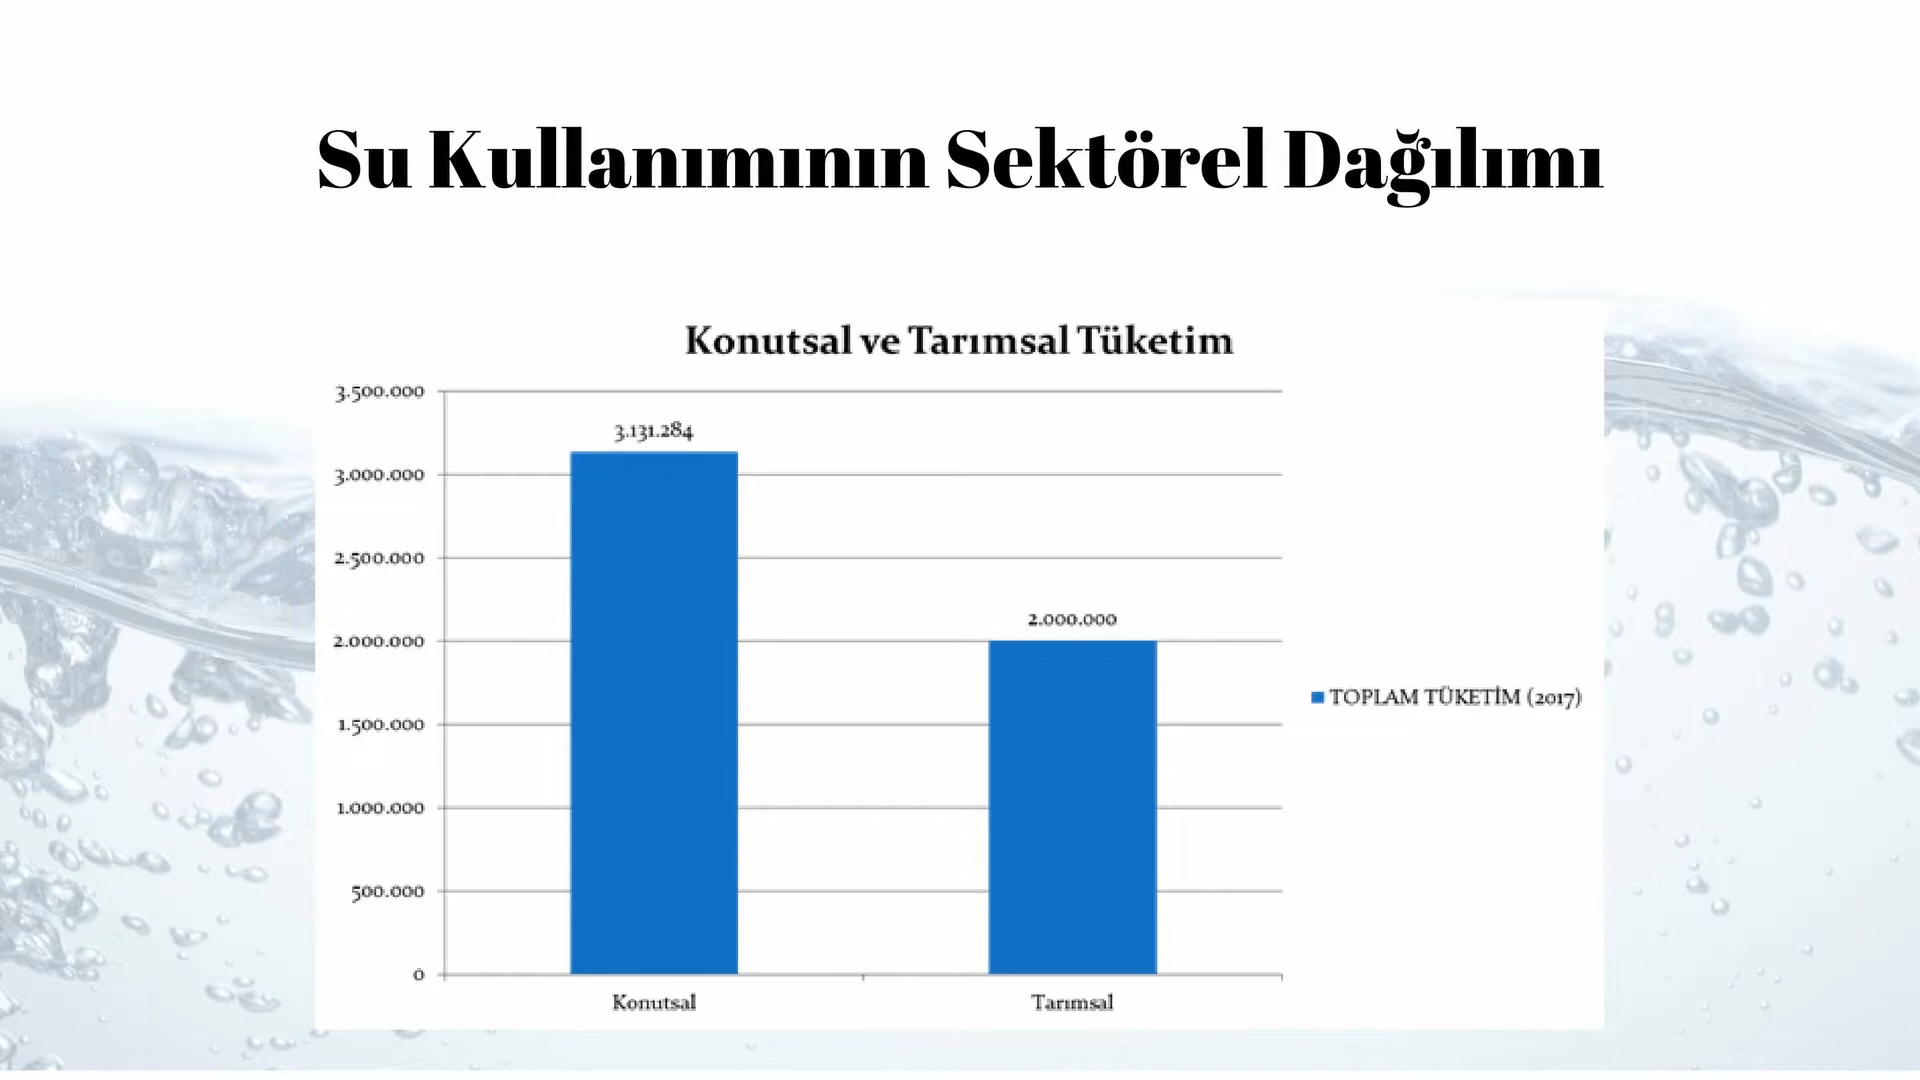 Su Kullanımının Sektörel Dağılımı
Konutsal ve Tarımsal Tüketim
3.500.000
3.131.284
3.000.000
2.500.000
2.000.000
2.000.000
1.500.000
1.000.000
500.000
0
Konutsal
Tarımsal
TOPLAM TÜKETİM (2017)